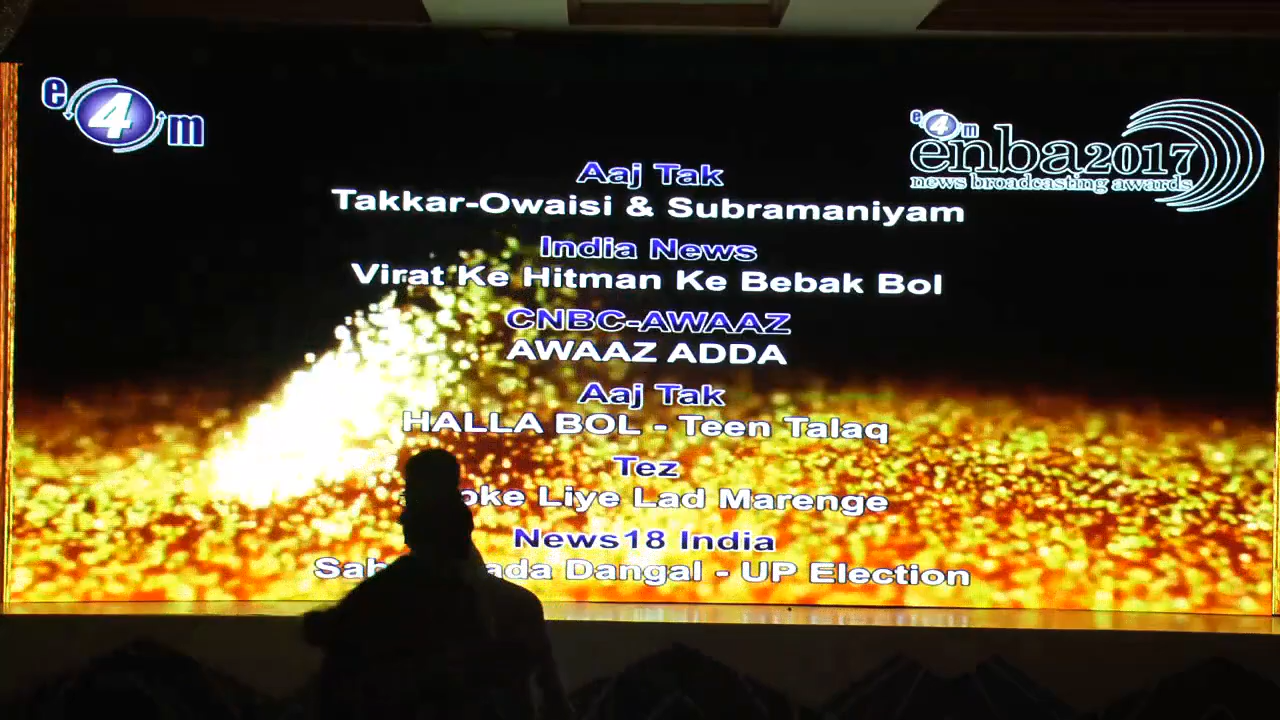 e4m
e4m
enba2017
news broadcasting awards
Aaj Tak
Takkar-Owaisi & Subramaniyam
India News
Virat Ke Hitman Ke Bebak Bol
CNBC-AWAAZ
AWAAZ ADDA
Aaj Tak
HALLA BOL - Teen Talaq
Tez
Liye Lad Marenge
News18 India
Dangal - UP Election